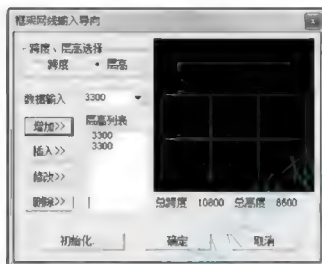 框架网线输入导向
跨度、层高选择
跨度 层高
数据输入 3300
增加>> 层高列表
3300
插入>> 3300
修改>>
删除>>
总跨度 10800 总高度 6600
初始化 确定 取消